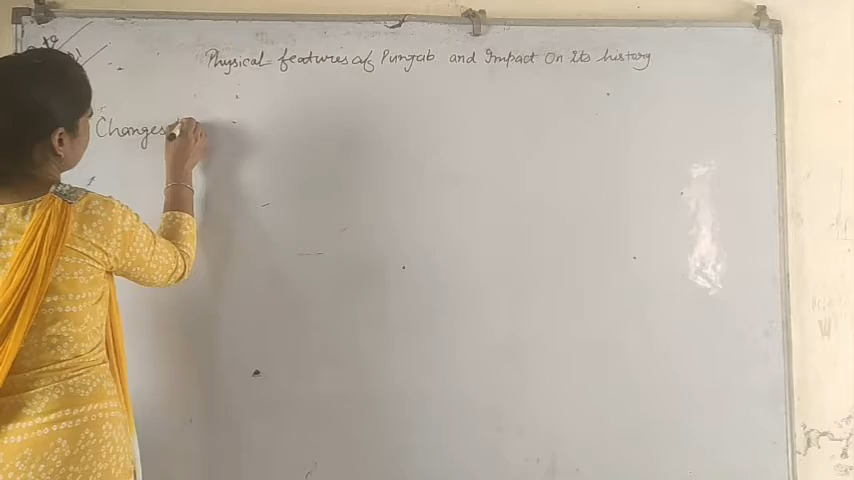 Physical features of Punjab and Impact On Its history
Changes